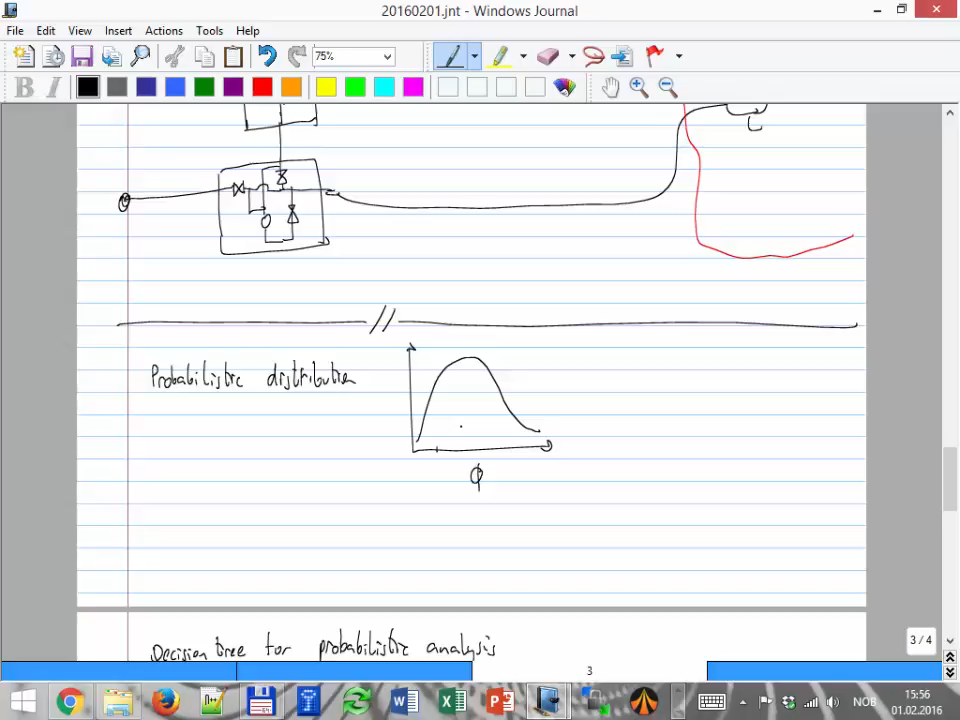 20160201.jnt - Windows Journal
File Edit View Insert Actions Tools Help
75%
B I
L
Probabilistic distribution
φ
Decision tree for probabilistic analysis
3 / 4
3
NOB
15:56
01.02.2016